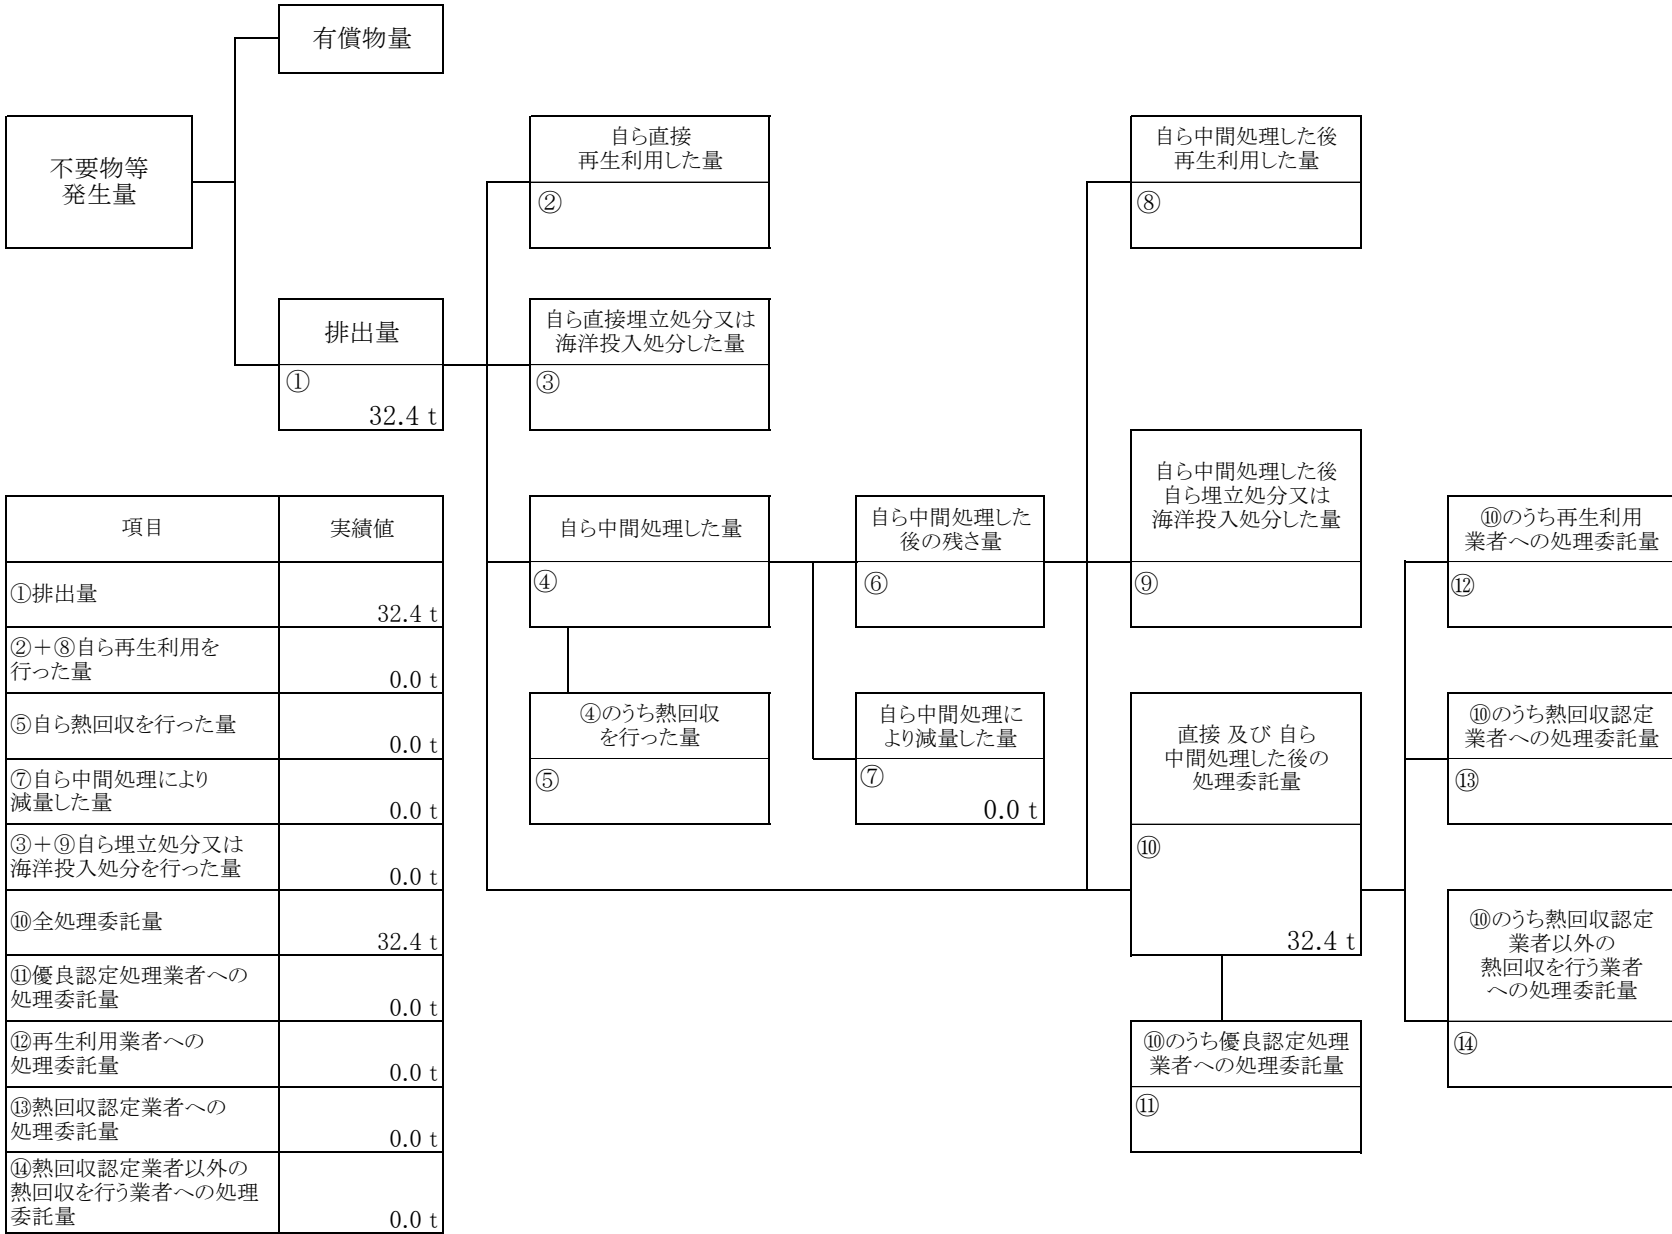 有償物量
不要物等
発生量
自ら直接
再生利用した量
②
自ら中間処理した後
再生利用した量
⑧
排出量
①
32.4 t
自ら直接埋立処分又は
海洋投入処分した量
③
自ら中間処理した量
④
自ら中間処理した
後の残さ量
⑥
自ら中間処理した後
自ら埋立処分又は
海洋投入処分した量
⑨
⑩のうち再生利用
業者への処理委託量
⑫
④のうち熱回収
を行った量
⑤
自ら中間処理に
より減量した量
⑦
0.0 t
直接 及び 自ら
中間処理した後の
処理委託量
⑩
32.4 t
⑩のうち熱回収認定
業者への処理委託量
⑬
⑩のうち熱回収認定
業者以外の
熱回収を行う業者
への処理委託量
⑭
⑩のうち優良認定処理
業者への処理委託量
⑪
項目 実績値
①排出量
32.4 t
②+⑧自ら再生利用を
行った量
0.0 t
⑤自ら熱回収を行った量
0.0 t
⑦自ら中間処理により
減量した量
0.0 t
③+⑨自ら埋立処分又は
海洋投入処分を行った量
0.0 t
⑩全処理委託量
32.4 t
⑪優良認定処理業者への
処理委託量
0.0 t
⑫再生利用業者への
処理委託量
0.0 t
⑬熱回収認定業者への
処理委託量
0.0 t
⑭熱回収認定業者以外の
熱回収を行う業者への処理
委託量
0.0 t